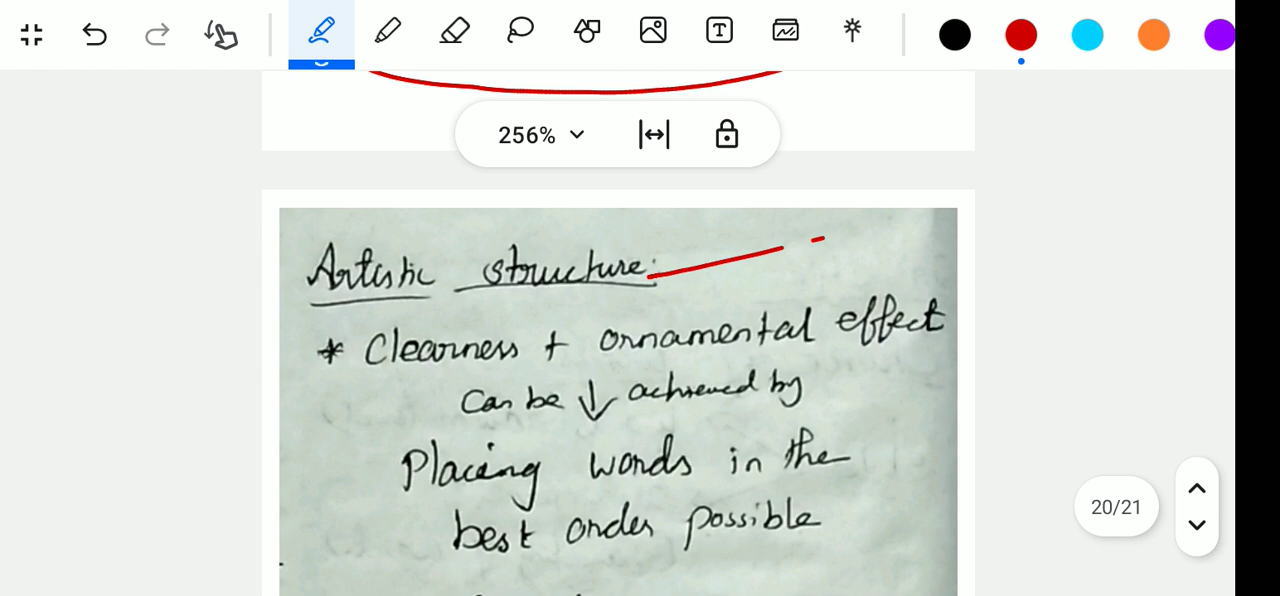 256%
Artistic structure:
* Clearness + ornamental effect
Can be ↓ achieved by
Placing words in the
best order possible
20/21